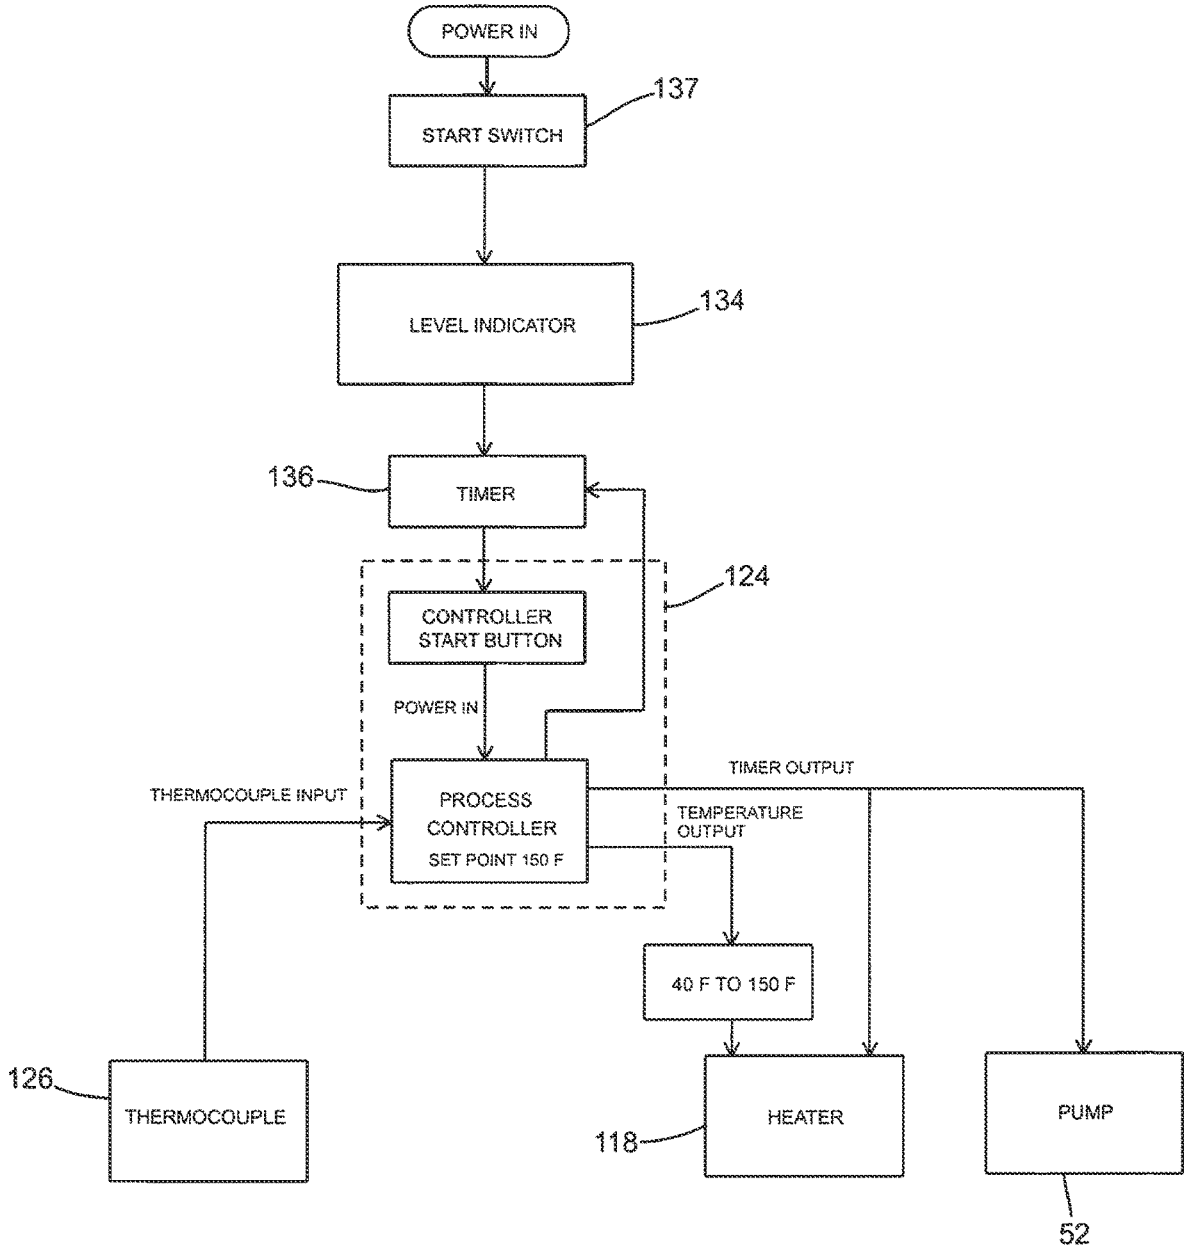 POWER IN
137
START SWITCH
134
LEVEL INDICATOR
136
TIMER
124
CONTROLLER
START BUTTON
POWER IN
TIMER OUTPUT
THERMOCOUPLE INPUT
PROCESS
CONTROLLER
SET POINT 150 F
TEMPERATURE
OUTPUT
40 F TO 150 F
126
THERMOCOUPLE
118
HEATER
PUMP
52